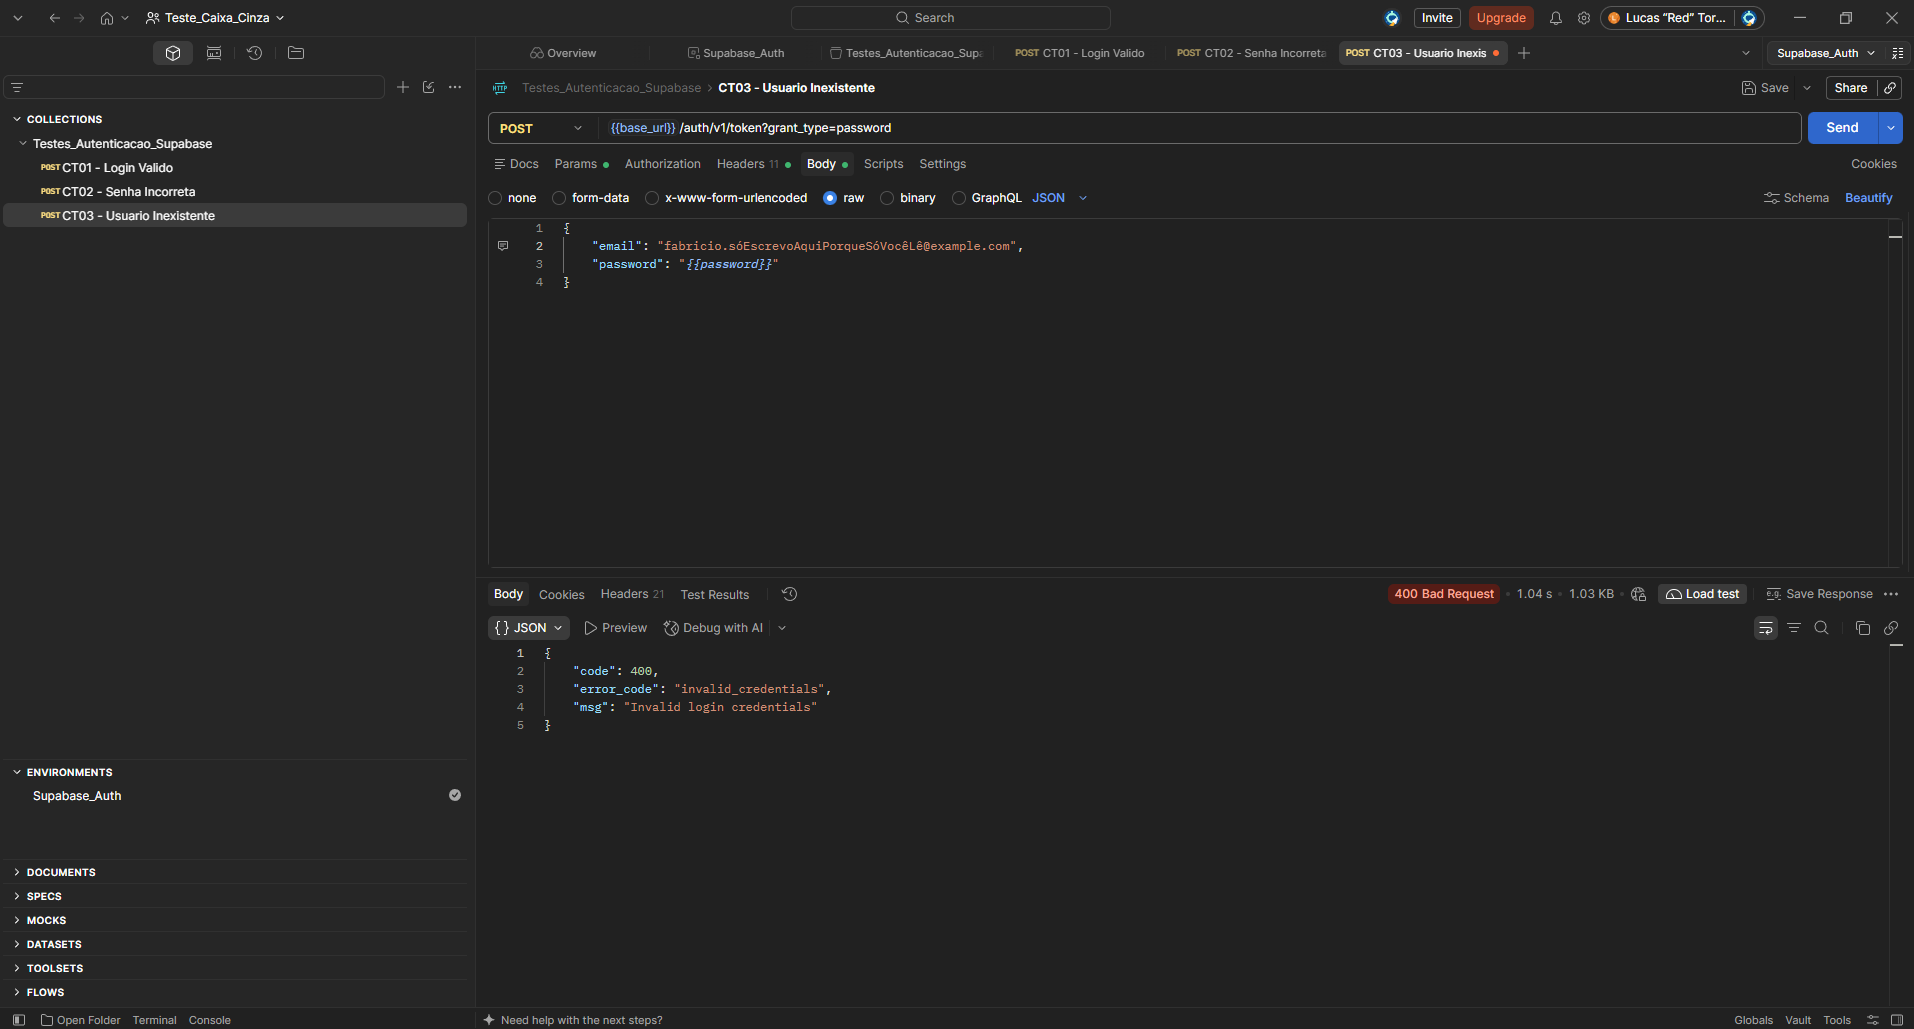 Teste_Caixa_Cinza
Search
Invite
Upgrade
Lucas "Red" Tor...
Overview
Supabase_Auth
Testes_Autenticacao_Supa
POST CT01 - Login Valido
POST CT02 - Senha Incorreta
POST CT03 - Usuario Inexis
Supabase_Auth
HTTP
Testes_Autenticacao_Supabase > CT03 - Usuario Inexistente
Save
Share
COLLECTIONS
Testes_Autenticacao_Supabase
POST CT01 - Login Valido
POST CT02 - Senha Incorreta
POST CT03 - Usuario Inexistente
POST
{{base_url}} /auth/v1/token?grant_type=password
Send
Docs
Params
Authorization
Headers 11
Body
Scripts
Settings
Cookies
none
form-data
x-www-form-urlencoded
raw
binary
GraphQL
JSON
Schema
Beautify
1 {
2 "email": "fabricio.sóEscrevoAquiPorqueSóVocêLê@example.com",
3 "password": "{{password}}"
4 }
Body
Cookies
Headers 21
Test Results
400 Bad Request
1.04 s
1.03 KB
Load test
e.g. Save Response
{} JSON
Preview
Debug with AI
1 {
2 "code": 400,
3 "error_code": "invalid_credentials",
4 "msg": "Invalid login credentials"
5 }
ENVIRONMENTS
Supabase_Auth
DOCUMENTS
SPECS
MOCKS
DATASETS
TOOLSETS
FLOWS
Open Folder
Terminal
Console
Need help with the next steps?
Globals
Vault
Tools